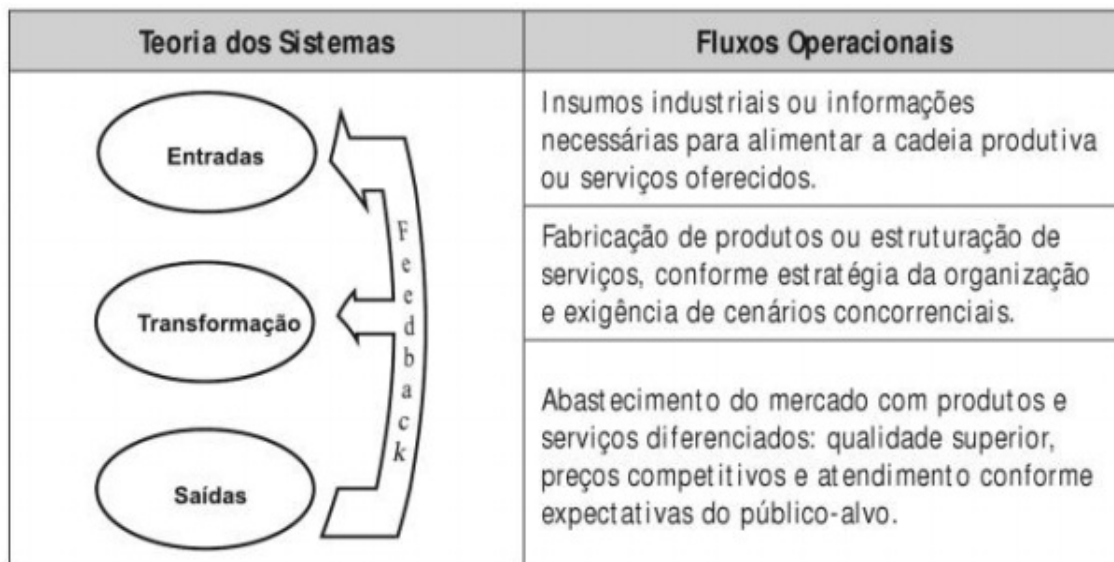 Teoria dos Sistemas
Fluxos Operacionais
Entradas
Transformação
Saídas
Feedback
Insumos industriais ou informações
necessárias para alimentar a cadeia produtiva
ou serviços oferecidos.
Fabricação de produtos ou estruturação de
serviços, conforme estratégia da organização
e exigência de cenários concorrenciais.
Abastecimento do mercado com produtos e
serviços diferenciados: qualidade superior,
preços competitivos e atendimento conforme
expectativas do público-alvo.